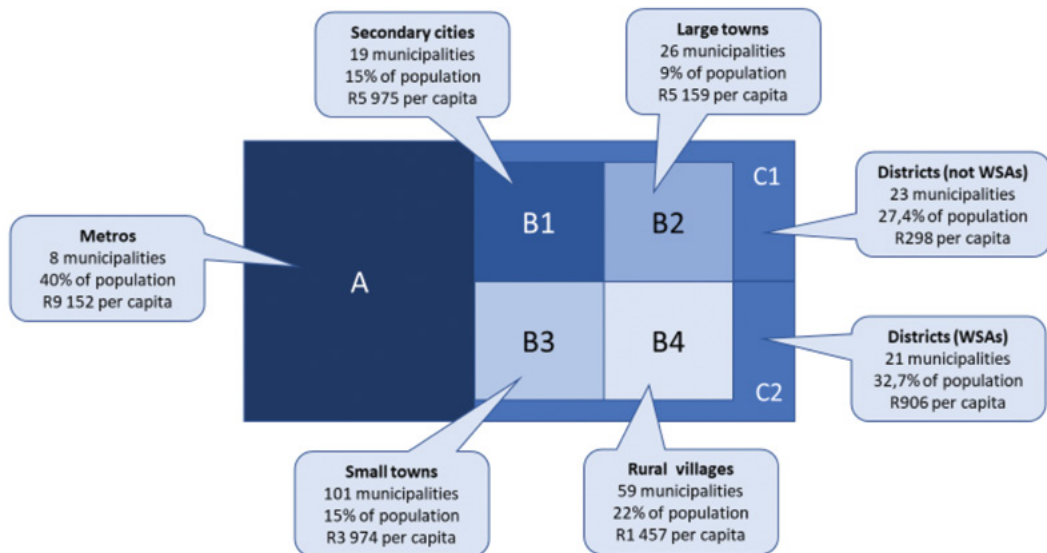 Secondary cities
19 municipalities
15% of population
R5 975 per capita
Large towns
26 municipalities
9% of population
R5 159 per capita
Metros
8 municipalities
40% of population
R9 152 per capita
A
B1
B2
C1
Districts (not WSAs)
23 municipalities
27,4% of population
R298 per capita
B3
B4
C2
Districts (WSAs)
21 municipalities
32,7% of population
R906 per capita
Small towns
101 municipalities
15% of population
R3 974 per capita
Rural villages
59 municipalities
22% of population
R1 457 per capita